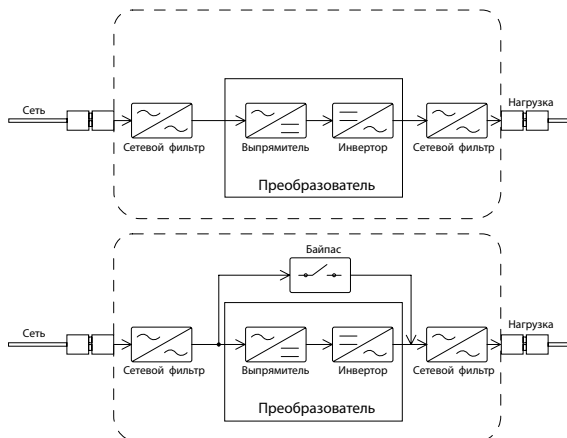 Сеть
Нагрузка
Сетевой фильтр
Выпрямитель
Инвертор
Сетевой фильтр
Преобразователь
Байпас
Сеть
Нагрузка
Сетевой фильтр
Выпрямитель
Инвертор
Сетевой фильтр
Преобразователь